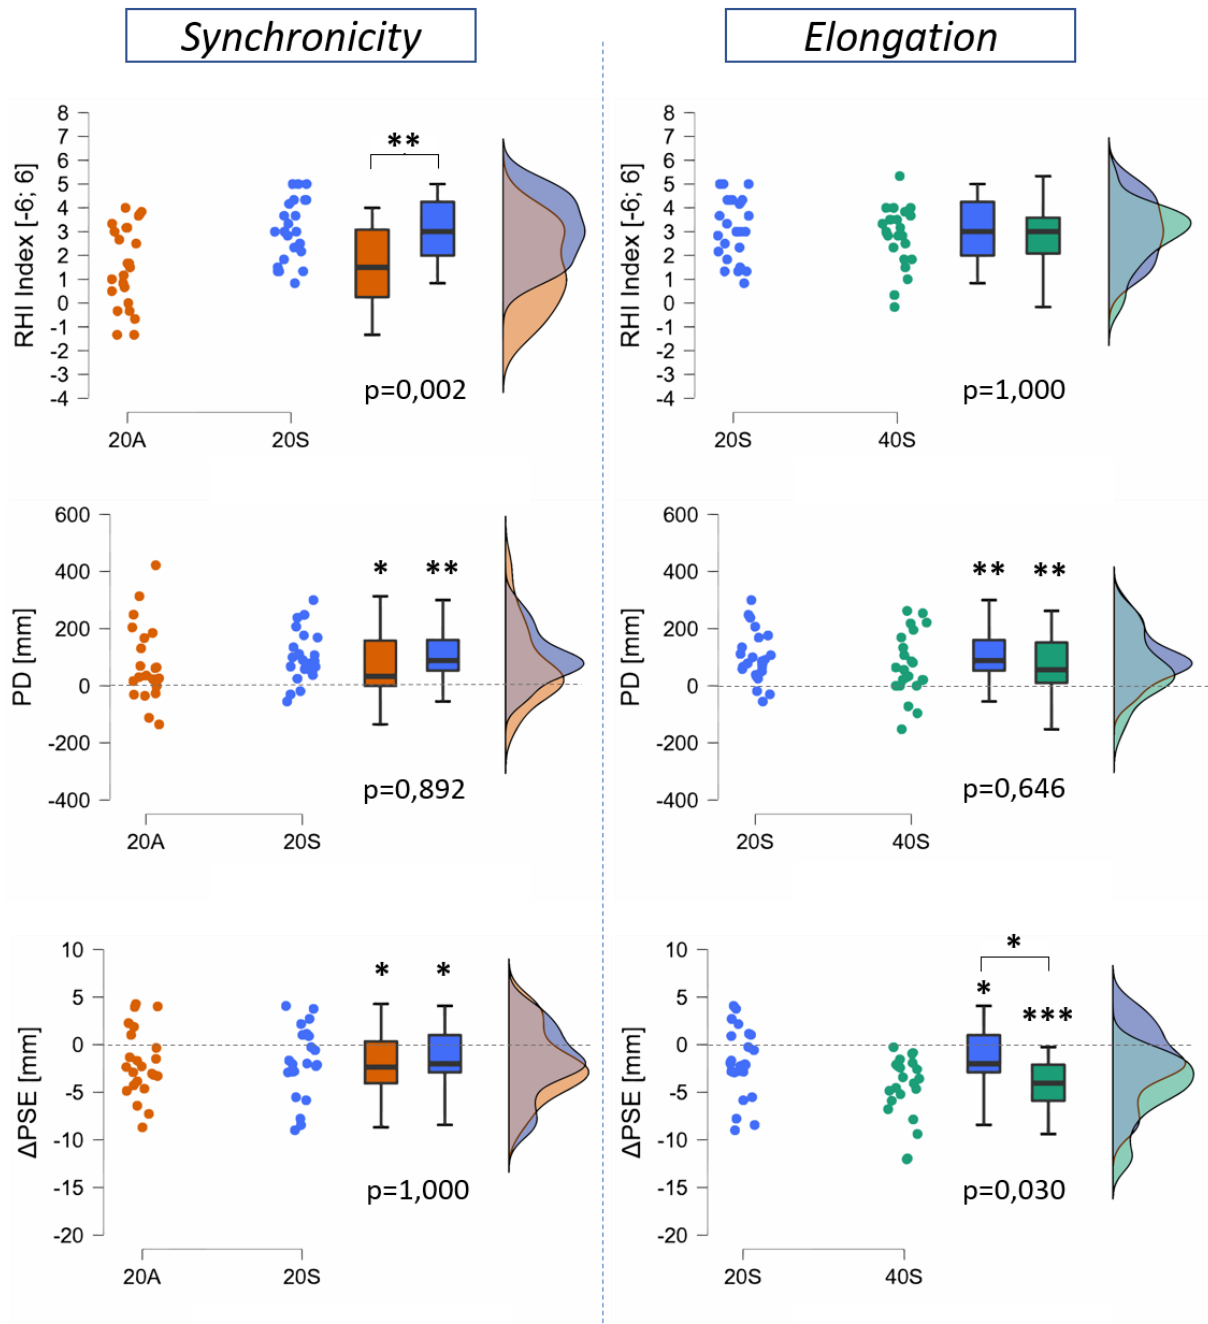 Synchronicity
Elongation
RHI Index [-6; 6]
8
7
6
5
4
3
2
1
0
-1
-2
-3
-4
**
p=0,002
20A
20S
RHI Index [-6; 6]
8
7
6
5
4
3
2
1
0
-1
-2
-3
-4
p=1,000
20S
40S
PD [mm]
600
400
200
0
-200
-400
*
**
p=0,892
20A
20S
PD [mm]
600
400
200
0
-200
-400
**
**
p=0,646
20S
40S
ΔPSE [mm]
10
5
0
-5
-10
-15
-20
*
*
p=1,000
20A
20S
ΔPSE [mm]
10
5
0
-5
-10
-15
-20
*
*
***
p=0,030
20S
40S